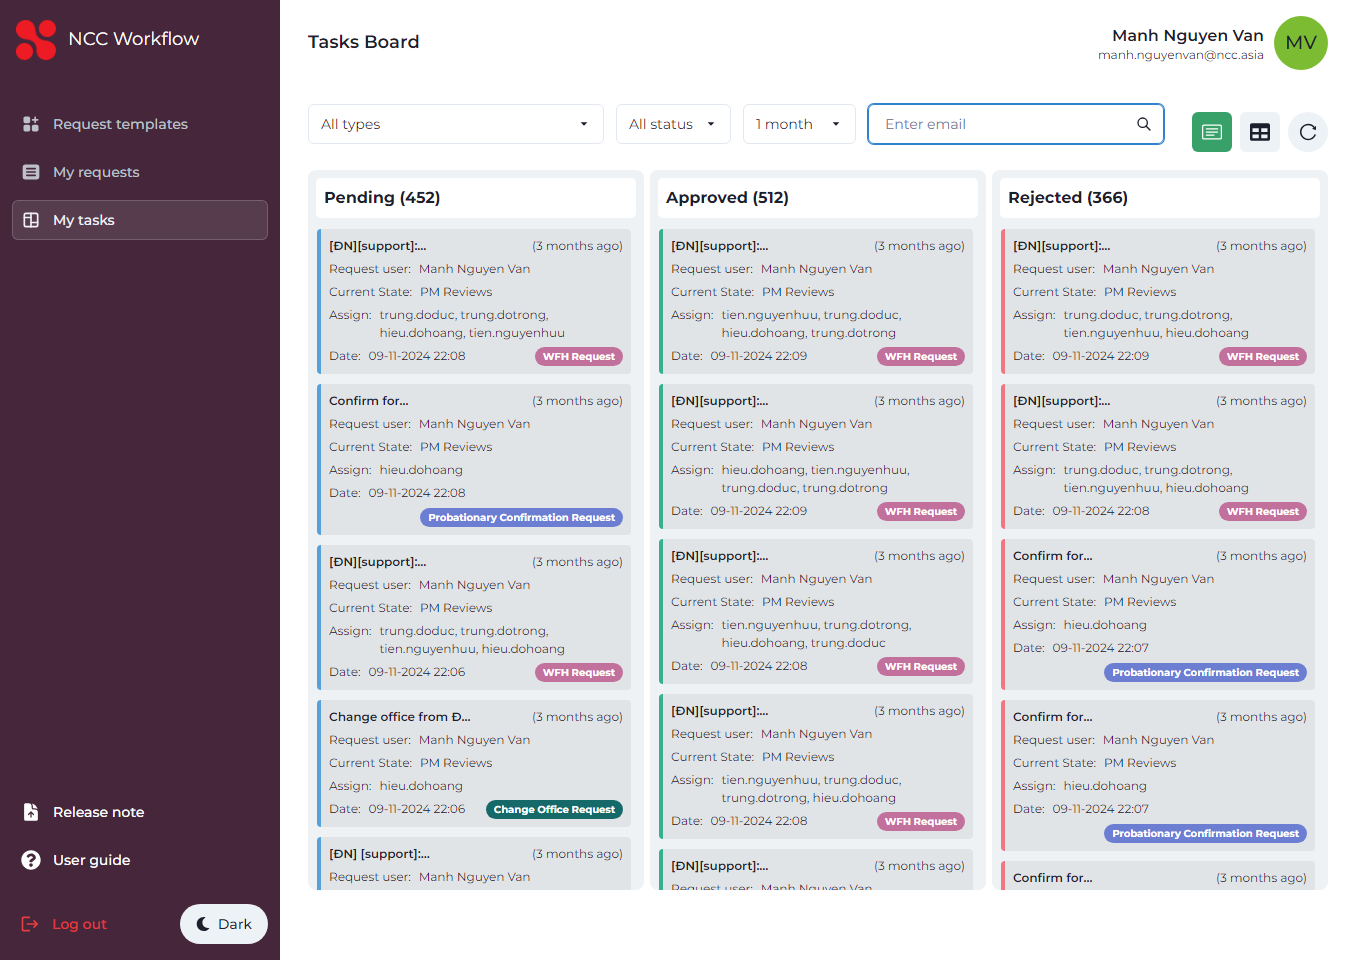 NCC Workflow
Request templates
My requests
My tasks
Release note
User guide
Log out
Dark
Tasks Board
Manh Nguyen Van
manh.nguyenvan@ncc.asia
MV
All types
All status
1 month
Enter email
Pending (452)
[ĐN][support]:... (3 months ago)
Request user: Manh Nguyen Van
Current State: PM Reviews
Assign: trung.doduc, trung.dotrong,
hieu.dohoang, tien.nguyenhuu
Date: 09-11-2024 22:08 WFH Request
Confirm for... (3 months ago)
Request user: Manh Nguyen Van
Current State: PM Reviews
Assign: hieu.dohoang
Date: 09-11-2024 22:08
Probationary Confirmation Request
[ĐN][support]:... (3 months ago)
Request user: Manh Nguyen Van
Current State: PM Reviews
Assign: trung.doduc, trung.dotrong,
tien.nguyenhuu, hieu.dohoang
Date: 09-11-2024 22:06 WFH Request
Change office from Đ... (3 months ago)
Request user: Manh Nguyen Van
Current State: PM Reviews
Assign: hieu.dohoang
Date: 09-11-2024 22:06 Change Office Request
[ĐN] [support]:... (3 months ago)
Request user: Manh Nguyen Van
Approved (512)
[ĐN][support]:... (3 months ago)
Request user: Manh Nguyen Van
Current State: PM Reviews
Assign: tien.nguyenhuu, trung.doduc,
hieu.dohoang, trung.dotrong
Date: 09-11-2024 22:09 WFH Request
[ĐN][support]:... (3 months ago)
Request user: Manh Nguyen Van
Current State: PM Reviews
Assign: hieu.dohoang, tien.nguyenhuu,
trung.doduc, trung.dotrong
Date: 09-11-2024 22:09 WFH Request
[ĐN][support]:... (3 months ago)
Request user: Manh Nguyen Van
Current State: PM Reviews
Assign: tien.nguyenhuu, trung.dotrong,
hieu.dohoang, trung.doduc
Date: 09-11-2024 22:08 WFH Request
[ĐN][support]:... (3 months ago)
Request user: Manh Nguyen Van
Current State: PM Reviews
Assign: tien.nguyenhuu, trung.doduc,
trung.dotrong, hieu.dohoang
Date: 09-11-2024 22:08 WFH Request
[ĐN][support]:... (3 months ago)
Request user: Manh Nguyen Van
Rejected (366)
[ĐN][support]:... (3 months ago)
Request user: Manh Nguyen Van
Current State: PM Reviews
Assign: trung.doduc, trung.dotrong,
tien.nguyenhuu, hieu.dohoang
Date: 09-11-2024 22:09 WFH Request
[ĐN][support]:... (3 months ago)
Request user: Manh Nguyen Van
Current State: PM Reviews
Assign: trung.doduc, trung.dotrong,
tien.nguyenhuu, hieu.dohoang
Date: 09-11-2024 22:08 WFH Request
Confirm for... (3 months ago)
Request user: Manh Nguyen Van
Current State: PM Reviews
Assign: hieu.dohoang
Date: 09-11-2024 22:07
Probationary Confirmation Request
Confirm for... (3 months ago)
Request user: Manh Nguyen Van
Current State: PM Reviews
Assign: hieu.dohoang
Date: 09-11-2024 22:07
Probationary Confirmation Request
Confirm for... (3 months ago)